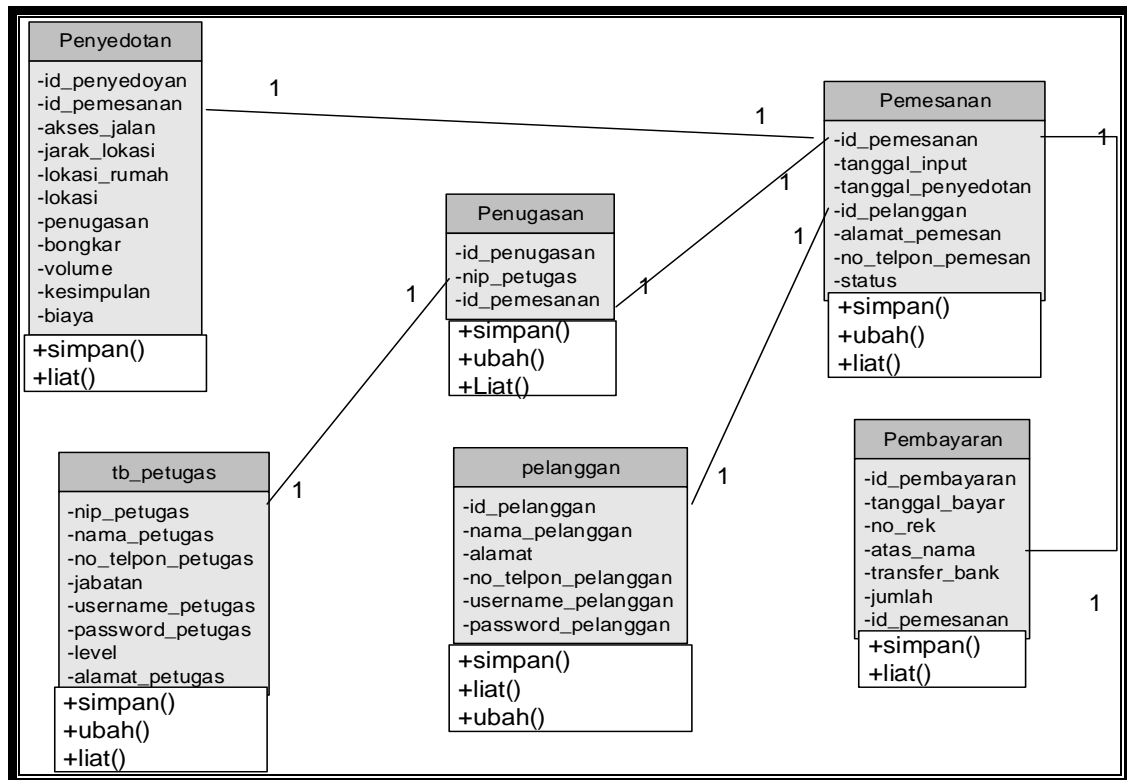 Penyedotan
-id_penyedoyan
-id_pemesanan
-akses_jalan
-jarak_lokasi
-lokasi_rumah
-lokasi
-penugasan
-bongkar
-volume
-kesimpulan
-biaya
+simpan()
+liat()
1
1
Pemesanan
-id_pemesanan
-tanggal_input
-tanggal_penyedotan
-id_pelanggan
-alamat_pemesan
-no_telpon_pemesan
-status
+simpan()
+ubah()
+liat()
1
1
1
1
Penugasan
-id_penugasan
-nip_petugas
-id_pemesanan
+simpan()
+ubah()
+Liat()
1
1
tb_petugas
-nip_petugas
-nama_petugas
-no_telpon_petugas
-jabatan
-username_petugas
-password_petugas
-level
-alamat_petugas
+simpan()
+ubah()
+liat()
1
pelanggan
-id_pelanggan
-nama_pelanggan
-alamat
-no_telpon_pelanggan
-username_pelanggan
-password_pelanggan
+simpan()
+liat()
+ubah()
Pembayaran
-id_pembayaran
-tanggal_bayar
-no_rek
-atas_nama
-transfer_bank
-jumlah
-id_pemesanan
+simpan()
+liat()
1